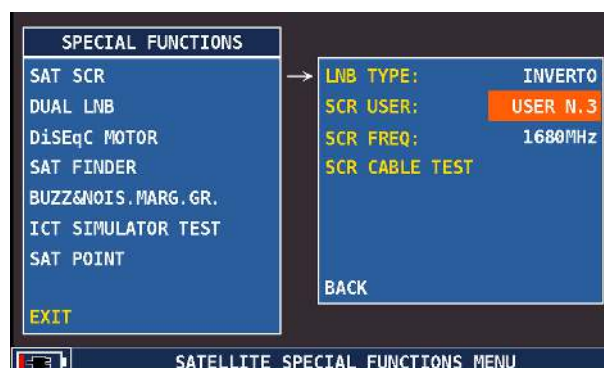 SPECIAL FUNCTIONS
SAT SCR
DUAL LNB
DiSEqC MOTOR
SAT FINDER
BUZZ&NOIS.MARG.GR.
ICT SIMULATOR TEST
SAT POINT
EXIT
→ LNB TYPE: INVERTO
SCR USER: USER N.3
SCR FREQ: 1680MHz
SCR CABLE TEST
BACK
SATELLITE SPECIAL FUNCTIONS MENU